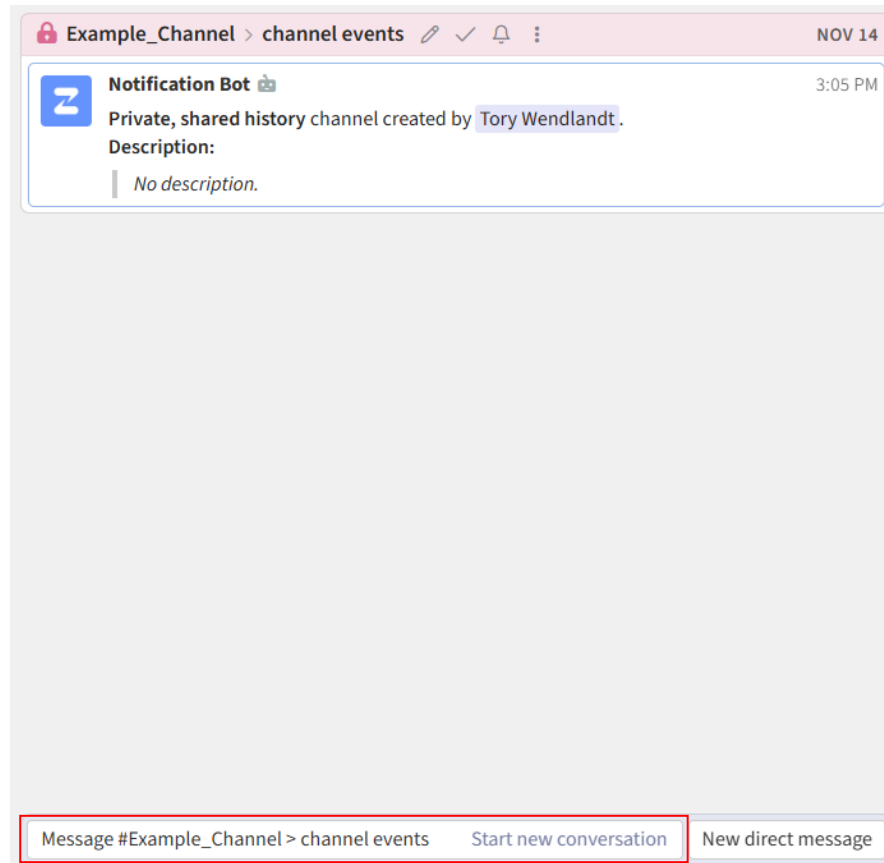 Example_Channel > channel events NOV 14
Notification Bot 3:05 PM
Private, shared history channel created by Tory Wendlandt.
Description:
No description.
Message #Example_Channel > channel events Start new conversation New direct message